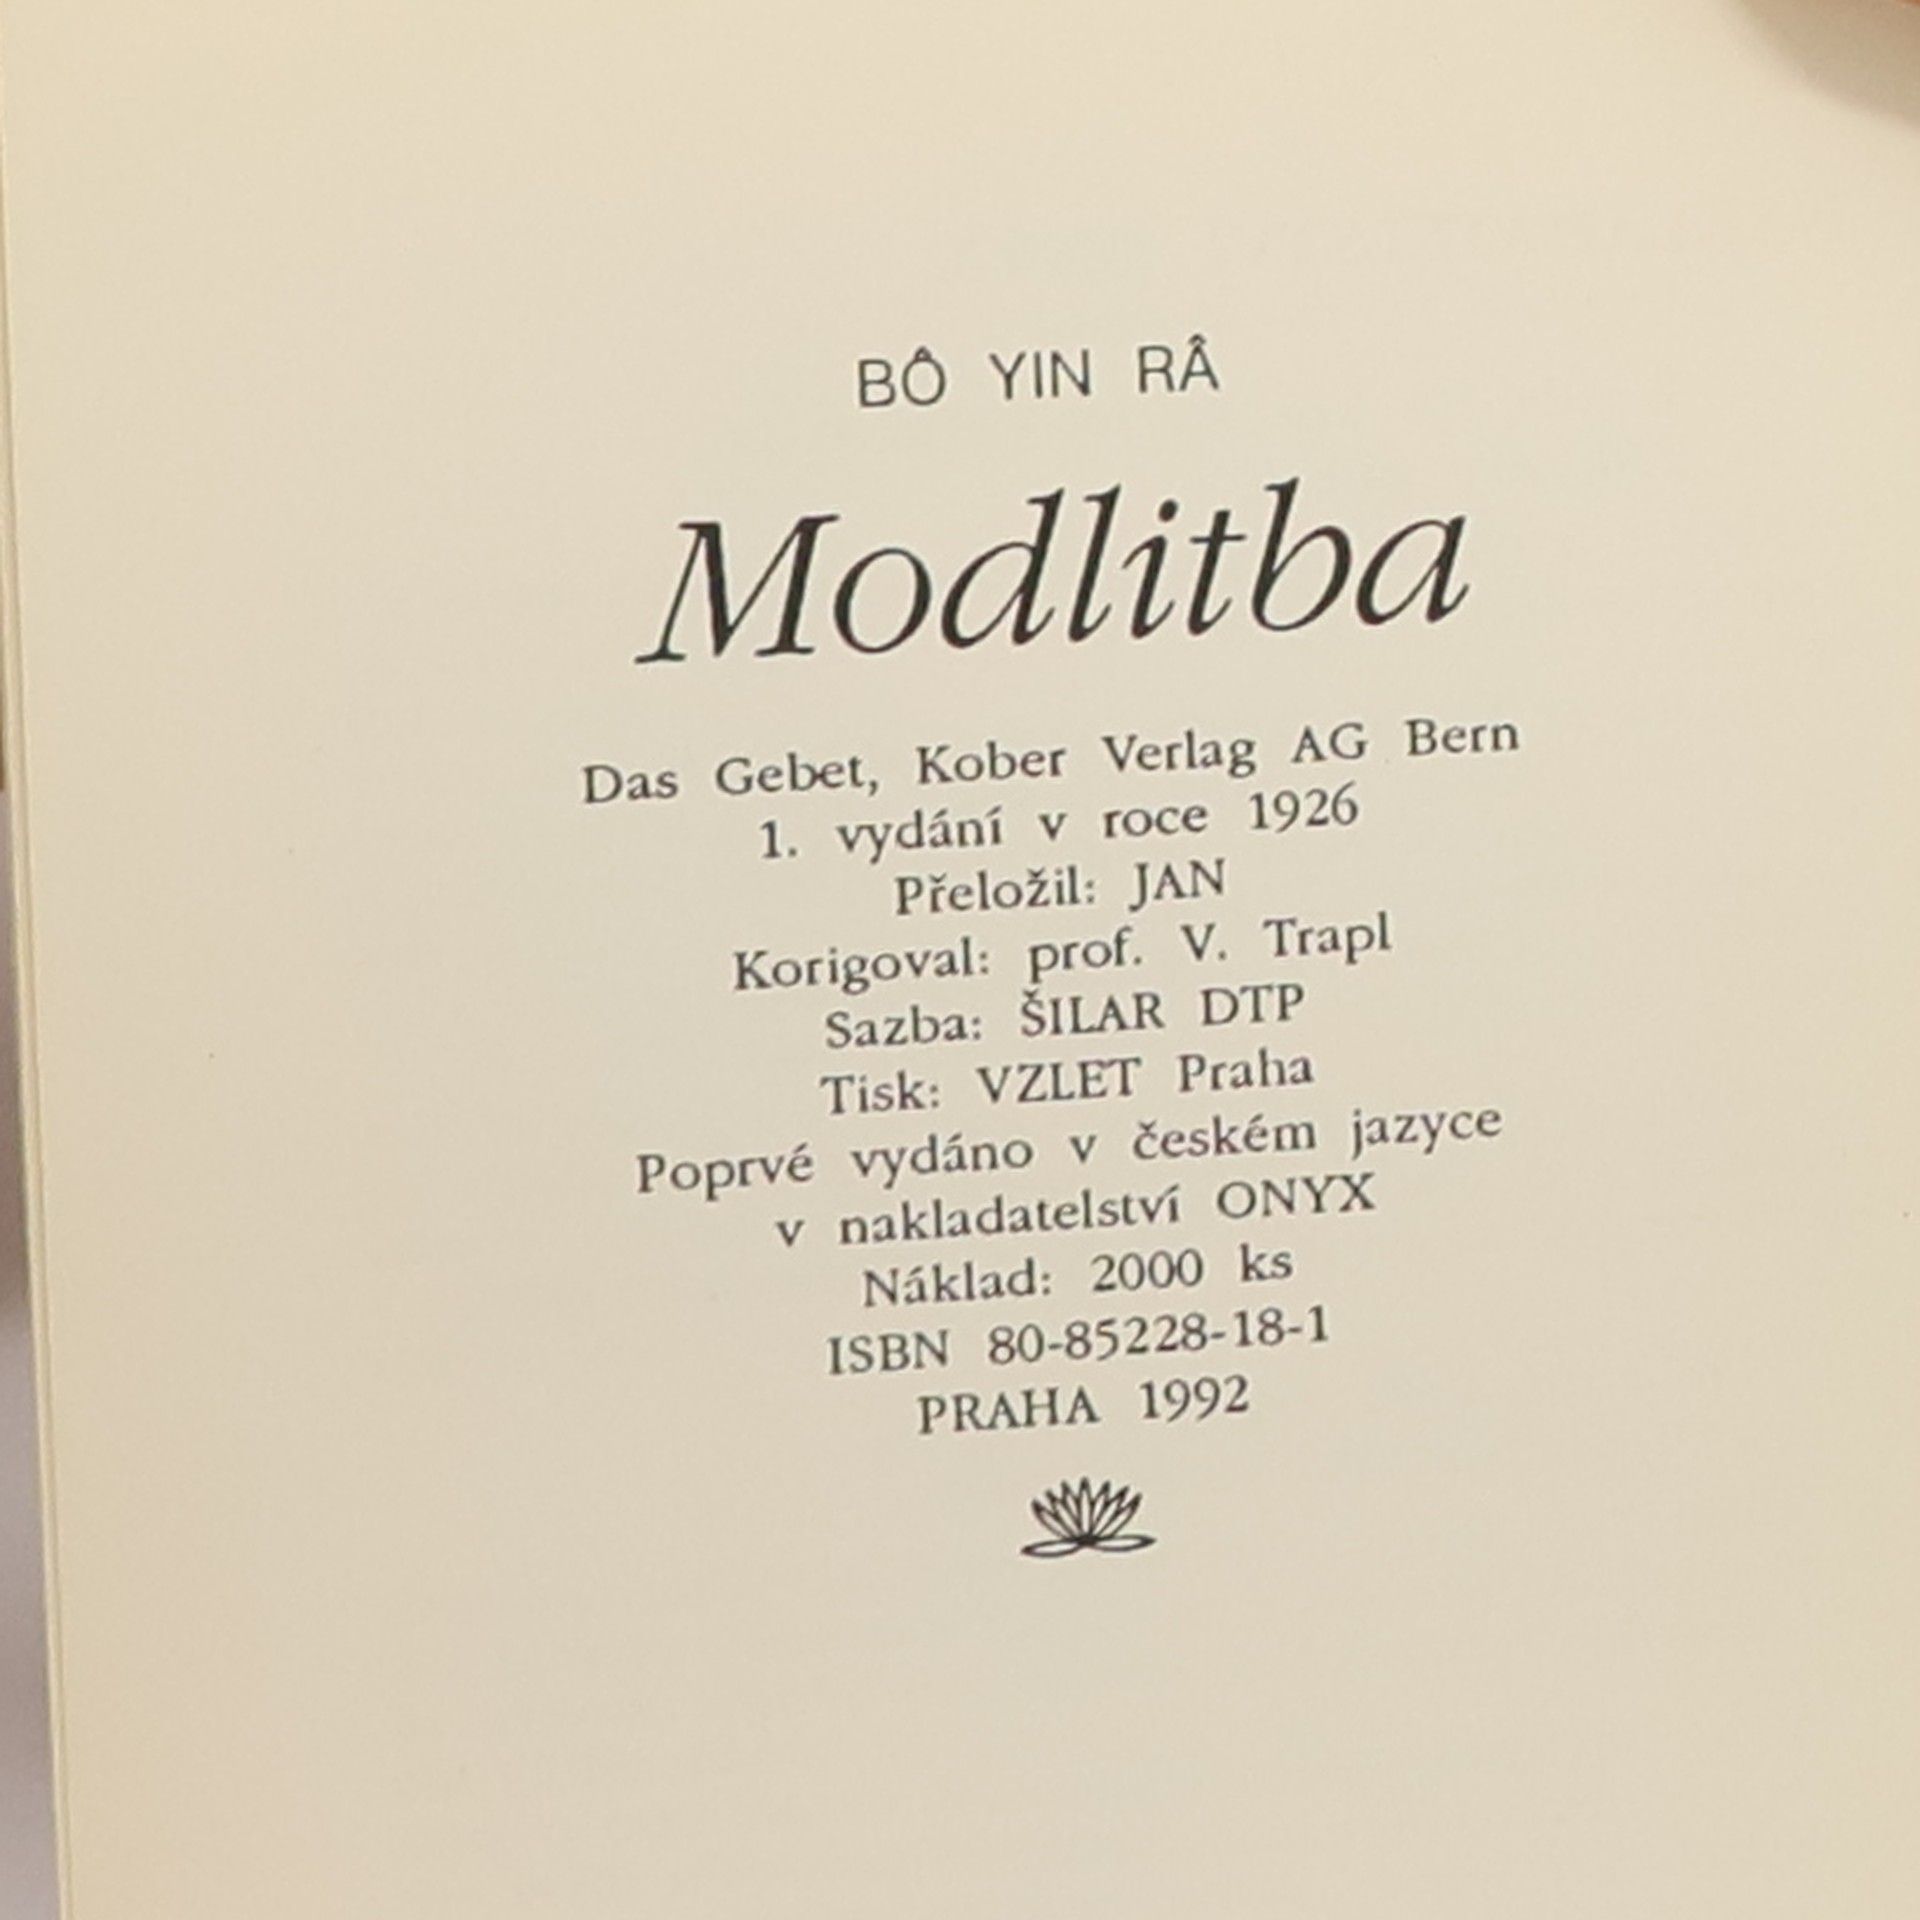 BÔ YIN RÂ
Modlitba
Das Gebet, Kober Verlag AG Bern
1. vydání v roce 1926
Přeložil: JAN
Korigoval: prof. V. Trapl
Sazba: ŠILAR DTP
Tisk: VZLET Praha
Poprvé vydáno v českém jazyce
v nakladatelství ONYX
Náklad: 2000 ks
ISBN 80-85228-18-1
PRAHA 1992